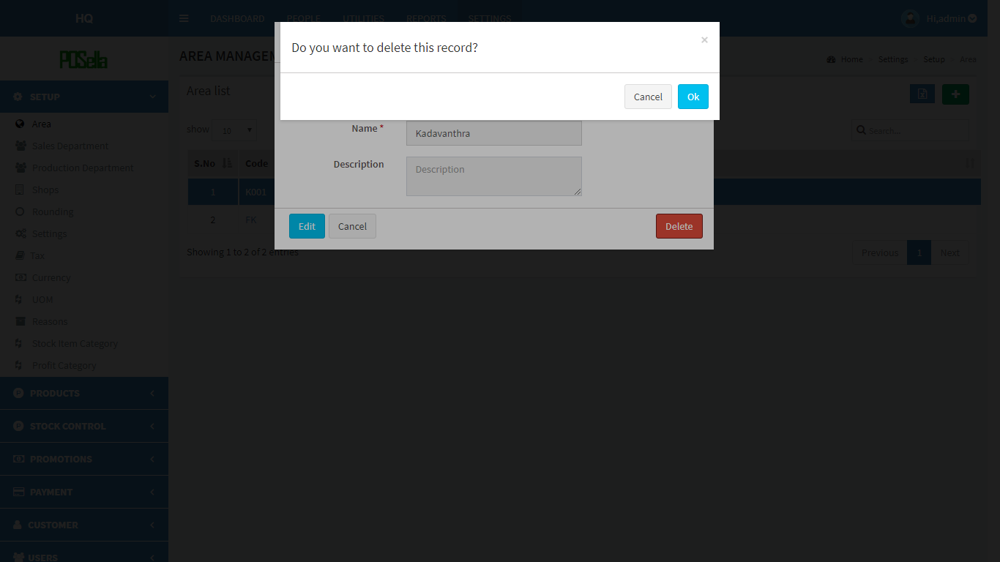 HQ
DASHBOARD PEOPLE UTILITIES REPORTS SETTINGS
Hi,admin
POSella
AREA MANAGEM
Home Settings Setup Area
Do you want to delete this record?
×
Cancel Ok
SETUP
Area
Sales Department
Production Department
Shops
Rounding
Settings
Tax
Currency
UOM
Reasons
Stock Item Category
Profit Category
PRODUCTS
STOCK CONTROL
PROMOTIONS
PAYMENT
CUSTOMER
USERS
Area list
show 10
Search...
S.No Code
1 K001
2 FK
Showing 1 to 2 of 2 entries
Previous 1 Next
Name *
Kadavanthra
Description
Description
Edit Cancel Delete